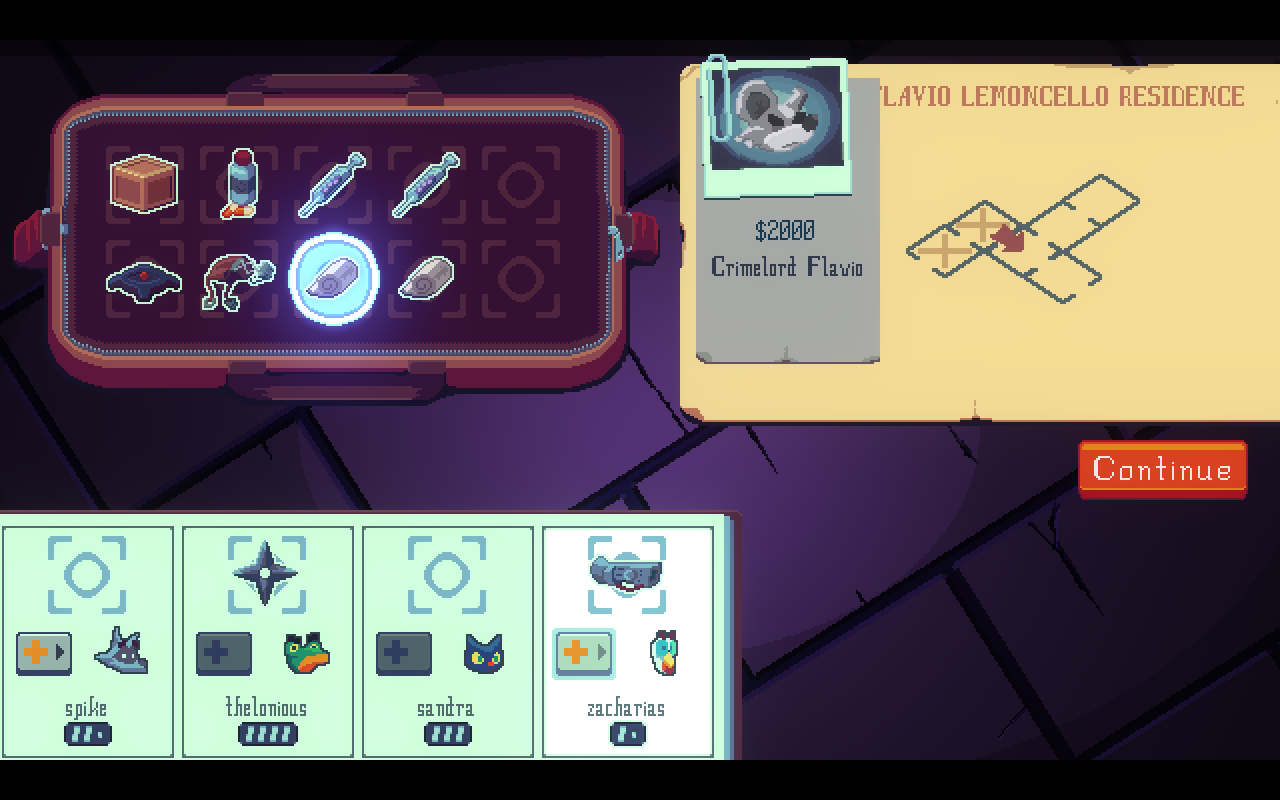 LAVIO LEMONCELLO RESIDENCE
$2000
Crimelord Flavio
Continue
spike
thelonious
sandra
zacharias